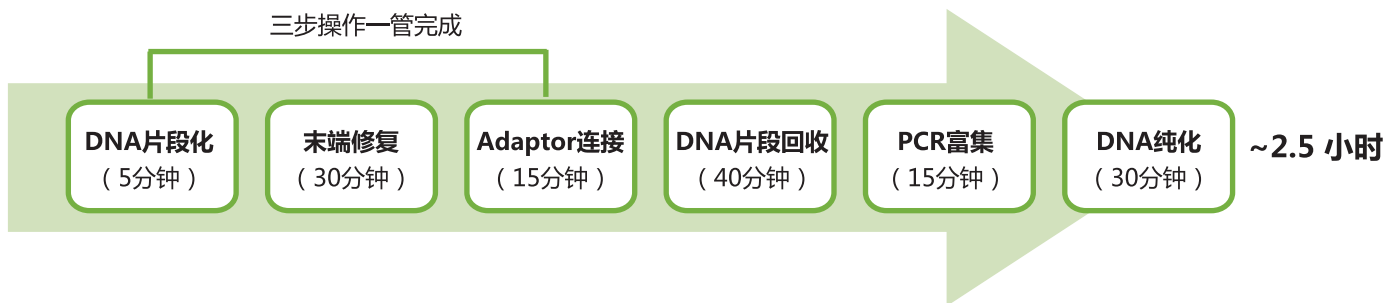 三步操作一管完成
DNA片段化
（5分钟）
末端修复
（30分钟）
Adaptor连接
（15分钟）
DNA片段回收
（40分钟）
PCR富集
（15分钟）
DNA纯化
（30分钟）
~2.5 小时